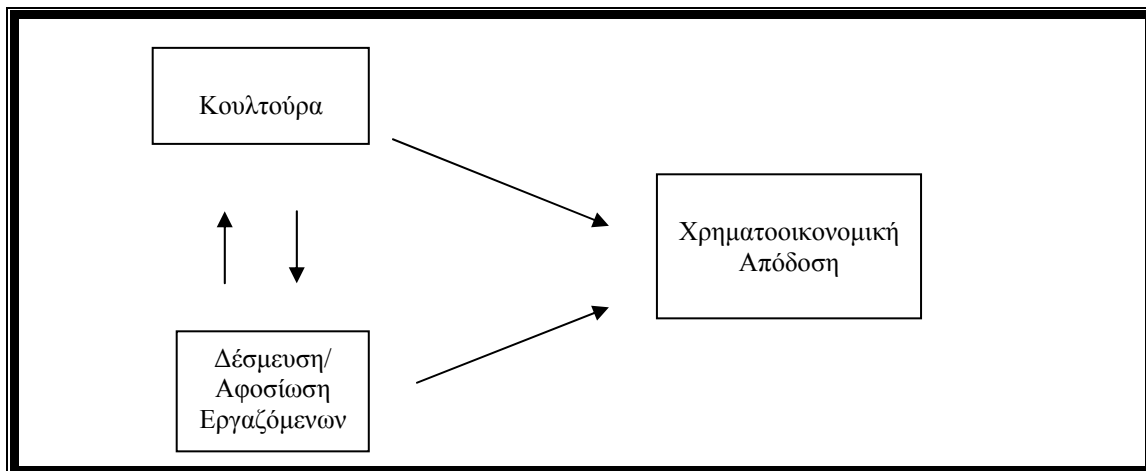 Κουλτούρα
Χρηματοοικονομική
Απόδοση
Δέσμευση/
Αφοσίωση
Εργαζόμενων